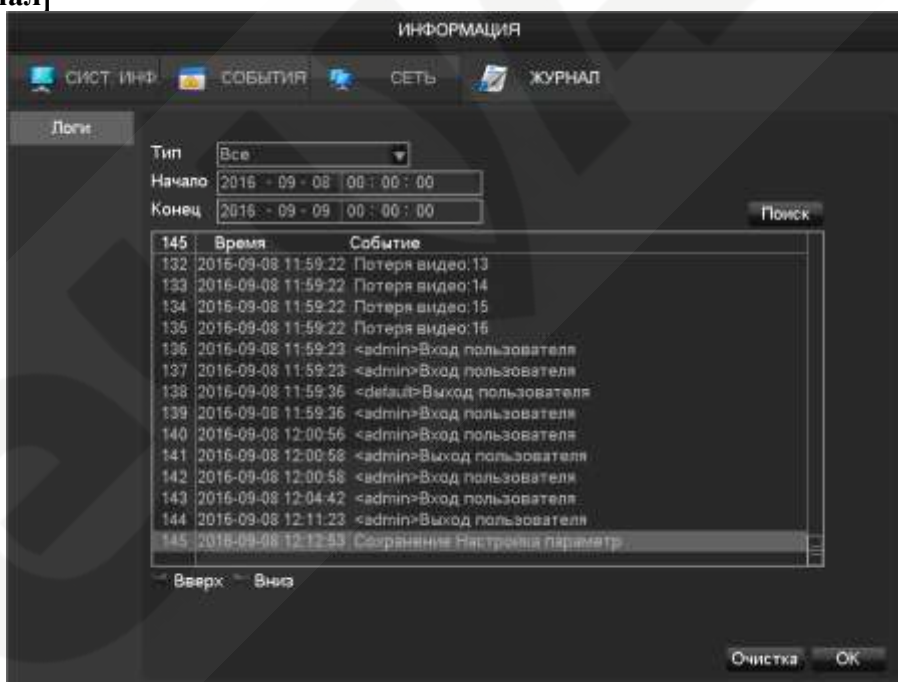 ал]
ИНФОРМАЦИЯ
СИСТ. ИНФ. СОБЫТИЯ СЕТЬ ЖУРНАЛ
Логи
Тип Все
Начало 2016 - 09 - 08 00 : 00 : 00
Конец 2016 - 09 - 09 00 : 00 : 00
Поиск
145 Время Событие
132 2016-09-08 11:59:22 Потеря видео:13
133 2016-09-08 11:59:22 Потеря видео:14
134 2016-09-08 11:59:22 Потеря видео:15
135 2016-09-08 11:59:22 Потеря видео:16
136 2016-09-08 11:59:23 <admin>Вход пользователя
137 2016-09-08 11:59:23 <admin>Вход пользователя
138 2016-09-08 11:59:36 <default>Выход пользователя
139 2016-09-08 11:59:36 <admin>Вход пользователя
140 2016-09-08 12:00:56 <admin>Вход пользователя
141 2016-09-08 12:00:58 <admin>Выход пользователя
142 2016-09-08 12:00:58 <admin>Вход пользователя
143 2016-09-08 12:04:42 <admin>Вход пользователя
144 2016-09-08 12:11:23 <admin>Выход пользователя
145 2016-09-08 12:12:53 Сохранение Настройка параметр
Вверх Вниз
Очистка OK